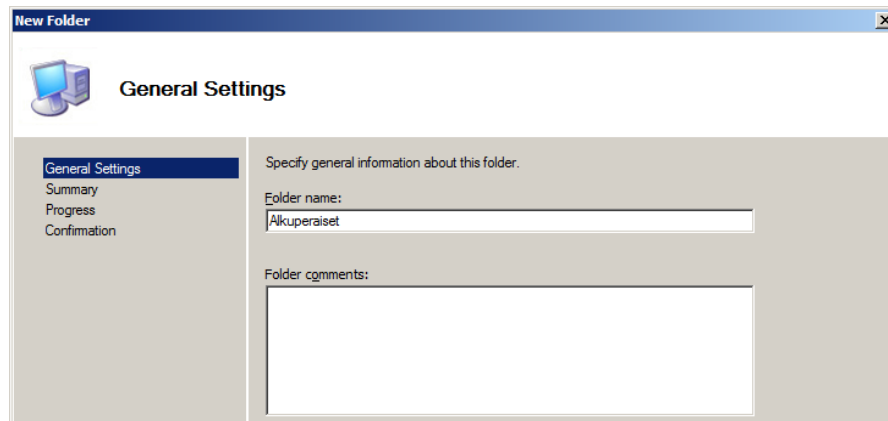 New Folder
General Settings
General Settings
Summary
Progress
Confirmation
Specify general information about this folder.
Folder name:
Alkuperaiset
Folder comments: